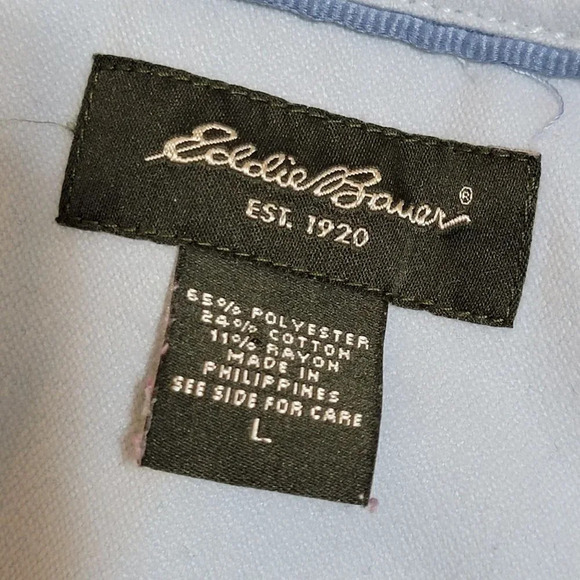 Eddie Bauer®
EST. 1920
65% POLYESTER
24% COTTON
11% RAYON
MADE IN
PHILIPPINES
SEE SIDE FOR CARE
L